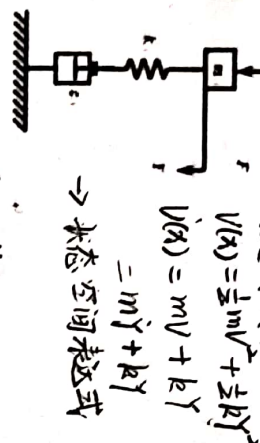 m
F
k
c
Y
V(x) = ½mv² + ½kY²
V̇(x) = mV + kY
= mẎ + kY
→ 状态空间表达式